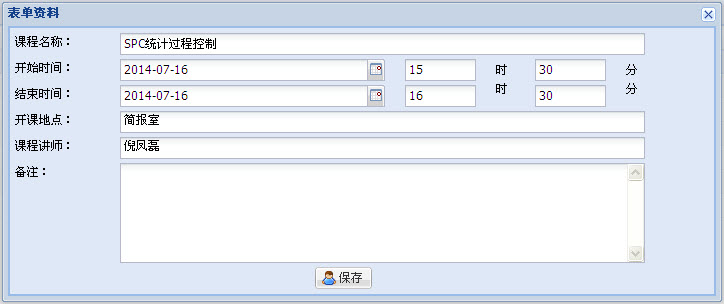 表单资料
课程名称： SPC统计过程控制
开始时间： 2014-07-16 15 时 30 分
结束时间： 2014-07-16 16 时 30 分
开课地点： 简报室
课程讲师： 倪凤磊
备注：
保存